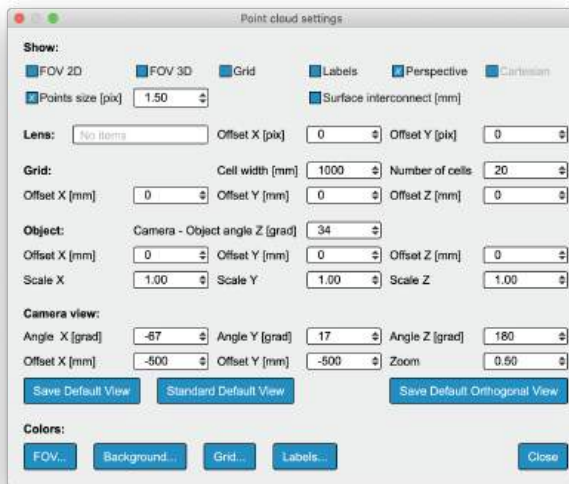 Point cloud settings
Show:
FOV 2D FOV 3D Grid Labels Perspective Cartesian
Points size [pix] 1.50 Surface interconnect [mm]
Lens: No items Offset X [pix] 0 Offset Y [pix] 0
Grid: Cell width [mm] 1000 Number of cells 20
Offset X [mm] 0 Offset Y [mm] 0 Offset Z [mm] 0
Object: Camera - Object angle Z [grad] 34
Offset X [mm] 0 Offset Y [mm] 0 Offset Z [mm] 0
Scale X 1.00 Scale Y 1.00 Scale Z 1.00
Camera view:
Angle X [grad] -67 Angle Y [grad] 17 Angle Z [grad] 180
Offset X [mm] -500 Offset Y [mm] -500 Zoom 0.50
Save Default View Standard Default View Save Default Orthogonal View
Colors:
FOV... Background... Grid... Labels... Close